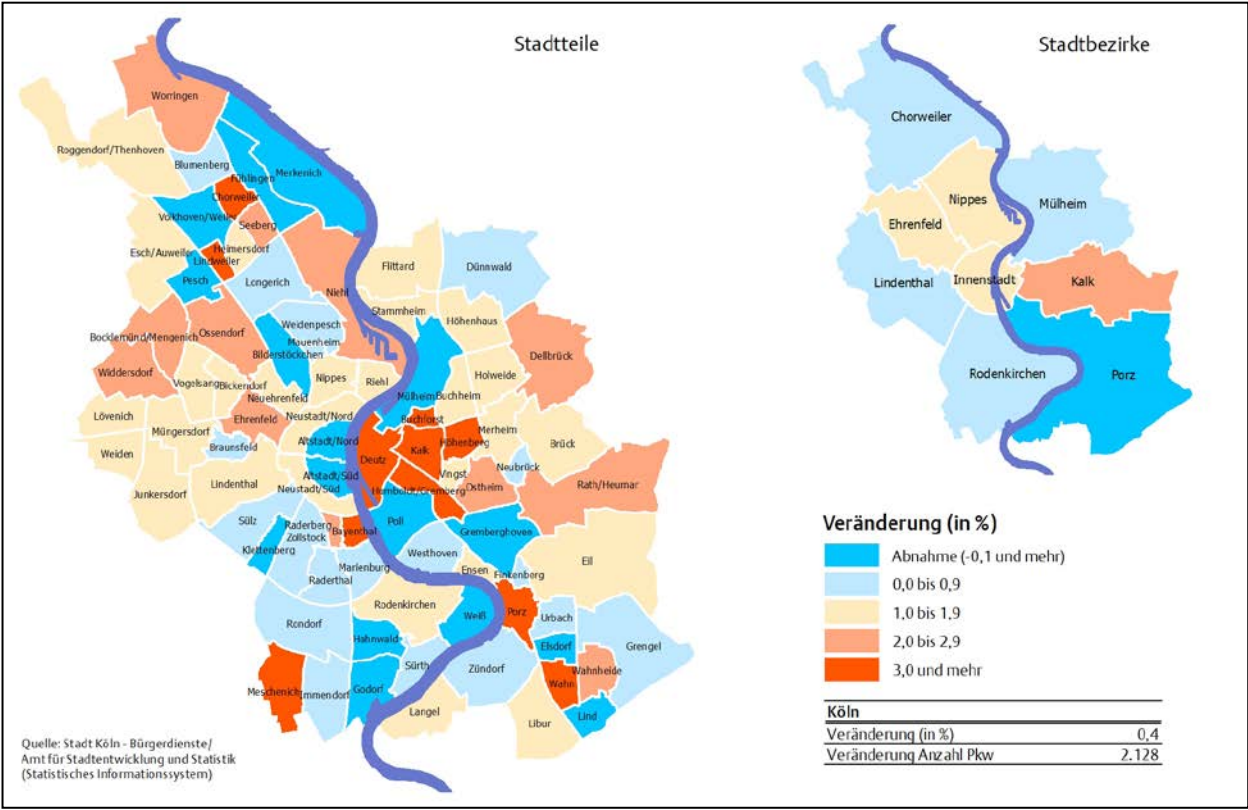 Stadtteile
Worringen
Roggendorf/Thenhoven
Blumenberg
Fühlingen
Merkenich
Chorweiler
Volkhoven/Weiler
Seeberg
Esch/Auweiler
Heimersdorf
Lindweiler
Pesch
Longerich
Niehl
Flittard
Dünnwald
Stammheim
Höhenhaus
Weidenpesch
Mauenheim
Bocklemünd/Mengenich
Ossendorf
Bilderstöckchen
Dellbrück
Widdersdorf
Vogelsang
Bickendorf
Nippes
Riehl
Holweide
Neuehrenfeld
Mülheim
Buchheim
Lövenich
Ehrenfeld
Neustadt/Nord
Buchforst
Müngersdorf
Merheim
Brück
Weiden
Braunsfeld
Altstadt/Nord
Deutz
Kalk
Höhenberg
Neubrück
Vingst
Junkersdorf
Lindenthal
Altstadt/Süd
Neustadt/Süd
Humboldt/Gremberg
Ostheim
Rath/Heumar
Sülz
Raderberg
Zollstock
Bayenthal
Poll
Gremberghoven
Klettenberg
Westhoven
Marienburg
Raderthal
Ensen
Finkenberg
Eil
Rodenkirchen
Weiß
Porz
Urbach
Rondorf
Hahnwald
Elsdorf
Grengel
Sürth
Zündorf
Wahn
Wahnheide
Meschenich
Immendorf
Godorf
Langel
Libur
Lind
Quelle: Stadt Köln - Bürgerdienste/
Amt für Stadtentwicklung und Statistik
(Statistisches Informationssystem)
Stadtbezirke
Chorweiler
Nippes
Mülheim
Ehrenfeld
Lindenthal
Innenstadt
Kalk
Rodenkirchen
Porz
Veränderung (in %)
Abnahme (-0,1 und mehr)
0,0 bis 0,9
1,0 bis 1,9
2,0 bis 2,9
3,0 und mehr
Köln
Veränderung (in %) 0,4
Veränderung Anzahl Pkw 2.128